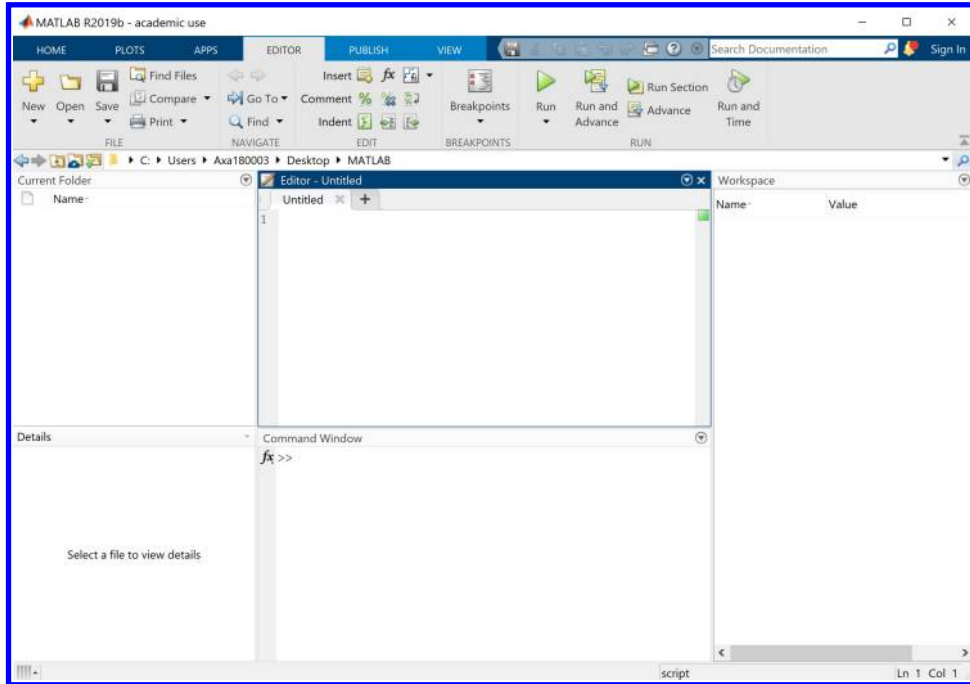 MATLAB R2019b - academic use
HOME PLOTS APPS EDITOR PUBLISH VIEW Search Documentation Sign In
Find Files Insert fx
New Open Save Compare Go To Comment % Breakpoints Run Run and Advance Run Section Advance Run and Time
Print Find Indent
FILE NAVIGATE EDIT BREAKPOINTS RUN
C: Users Axa180003 Desktop MATLAB
Current Folder Editor - Untitled Workspace
Name Untitled + Name Value
1
Details Command Window
fx >>
Select a file to view details
script Ln 1 Col 1